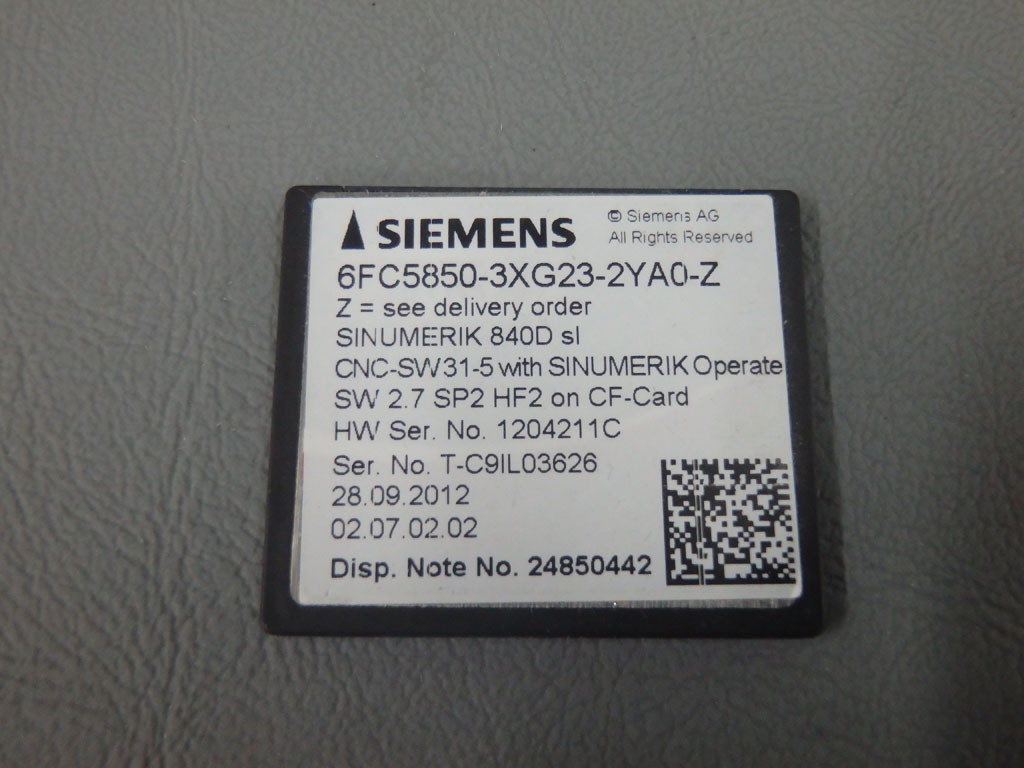 SIEMENS
© Siemens AG
All Rights Reserved
6FC5850-3XG23-2YA0-Z
Z = see delivery order
SINUMERIK 840D sl
CNC-SW31-5 with SINUMERIK Operate
SW 2.7 SP2 HF2 on CF-Card
HW Ser. No. 1204211C
Ser. No. T-C9IL03626
28.09.2012
02.07.02.02
Disp. Note No. 24850442